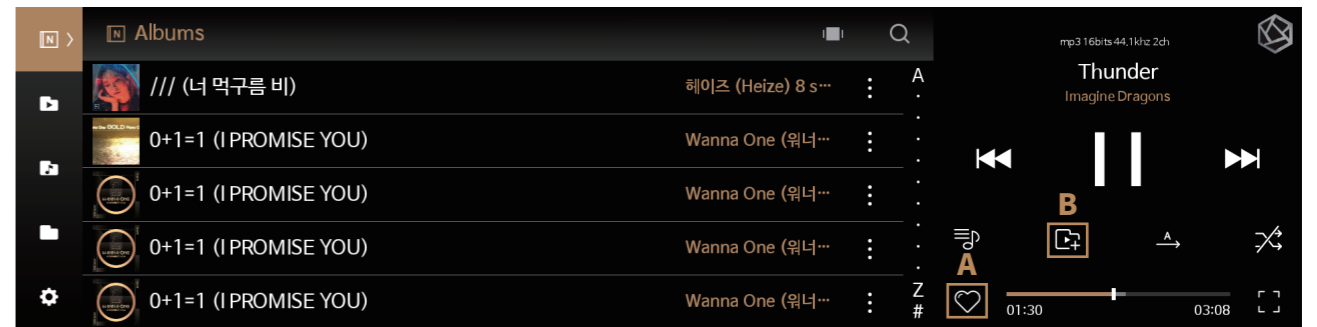 N
N Albums
/// (너 먹구름 비)
헤이즈 (Heize) 8 s…
0+1=1 (I PROMISE YOU)
Wanna One (워너…
0+1=1 (I PROMISE YOU)
Wanna One (워너…
0+1=1 (I PROMISE YOU)
Wanna One (워너…
0+1=1 (I PROMISE YOU)
Wanna One (워너…
A
Z
#
mp3 16bits 44.1khz 2ch
Thunder
Imagine Dragons
B
A
A
01:30
03:08